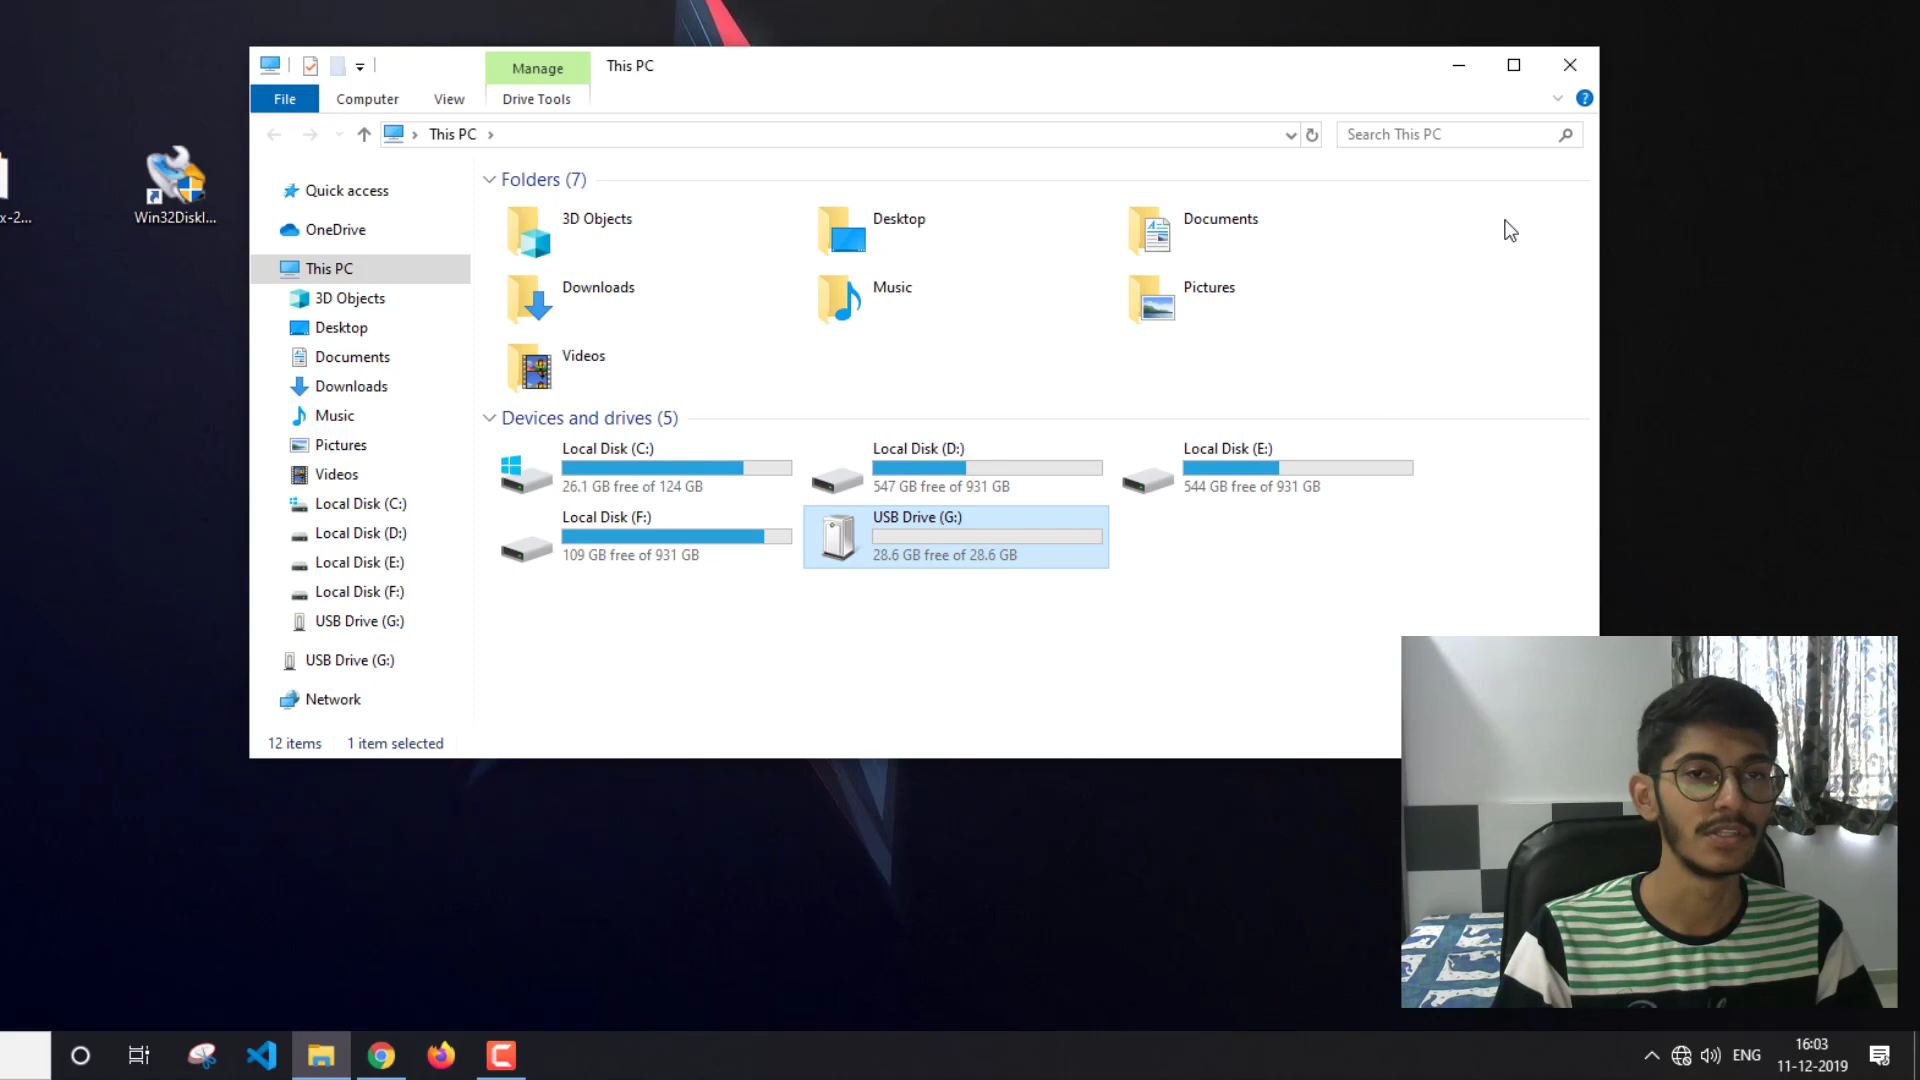 Manage
This PC
File
Computer
View
Drive Tools
This PC
Search This PC
x-2...
Win32DiskI...
Quick access
OneDrive
This PC
3D Objects
Desktop
Documents
Downloads
Music
Pictures
Videos
Local Disk (C:)
Local Disk (D:)
Local Disk (E:)
Local Disk (F:)
USB Drive (G:)
USB Drive (G:)
Network
Folders (7)
3D Objects
Desktop
Documents
Downloads
Music
Pictures
Videos
Devices and drives (5)
Local Disk (C:)
26.1 GB free of 124 GB
Local Disk (D:)
547 GB free of 931 GB
Local Disk (E:)
544 GB free of 931 GB
Local Disk (F:)
109 GB free of 931 GB
USB Drive (G:)
28.6 GB free of 28.6 GB
12 items
1 item selected
ENG
16:03
11-12-2019